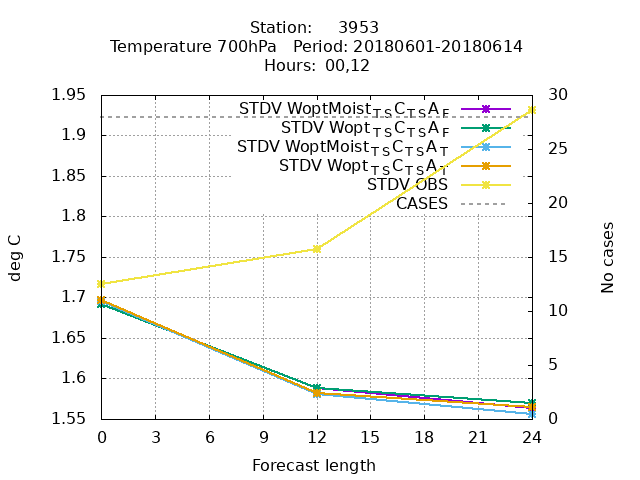 Station: 3953
Temperature 700hPa Period: 20180601-20180614
Hours: 00,12
1.95 30
STDV WoptMoist_TS C_TS A_F
STDV Wopt_TS C_TS A_F
STDV WoptMoist_TS C_TS A_T
STDV Wopt_TS C_TS A_T
STDV OBS
CASES
1.9
1.85
1.8
1.75
1.7
1.65
1.6
1.55
25
20
15
10
5
0
deg C
No cases
0 3 6 9 12 15 18 21 24
Forecast length